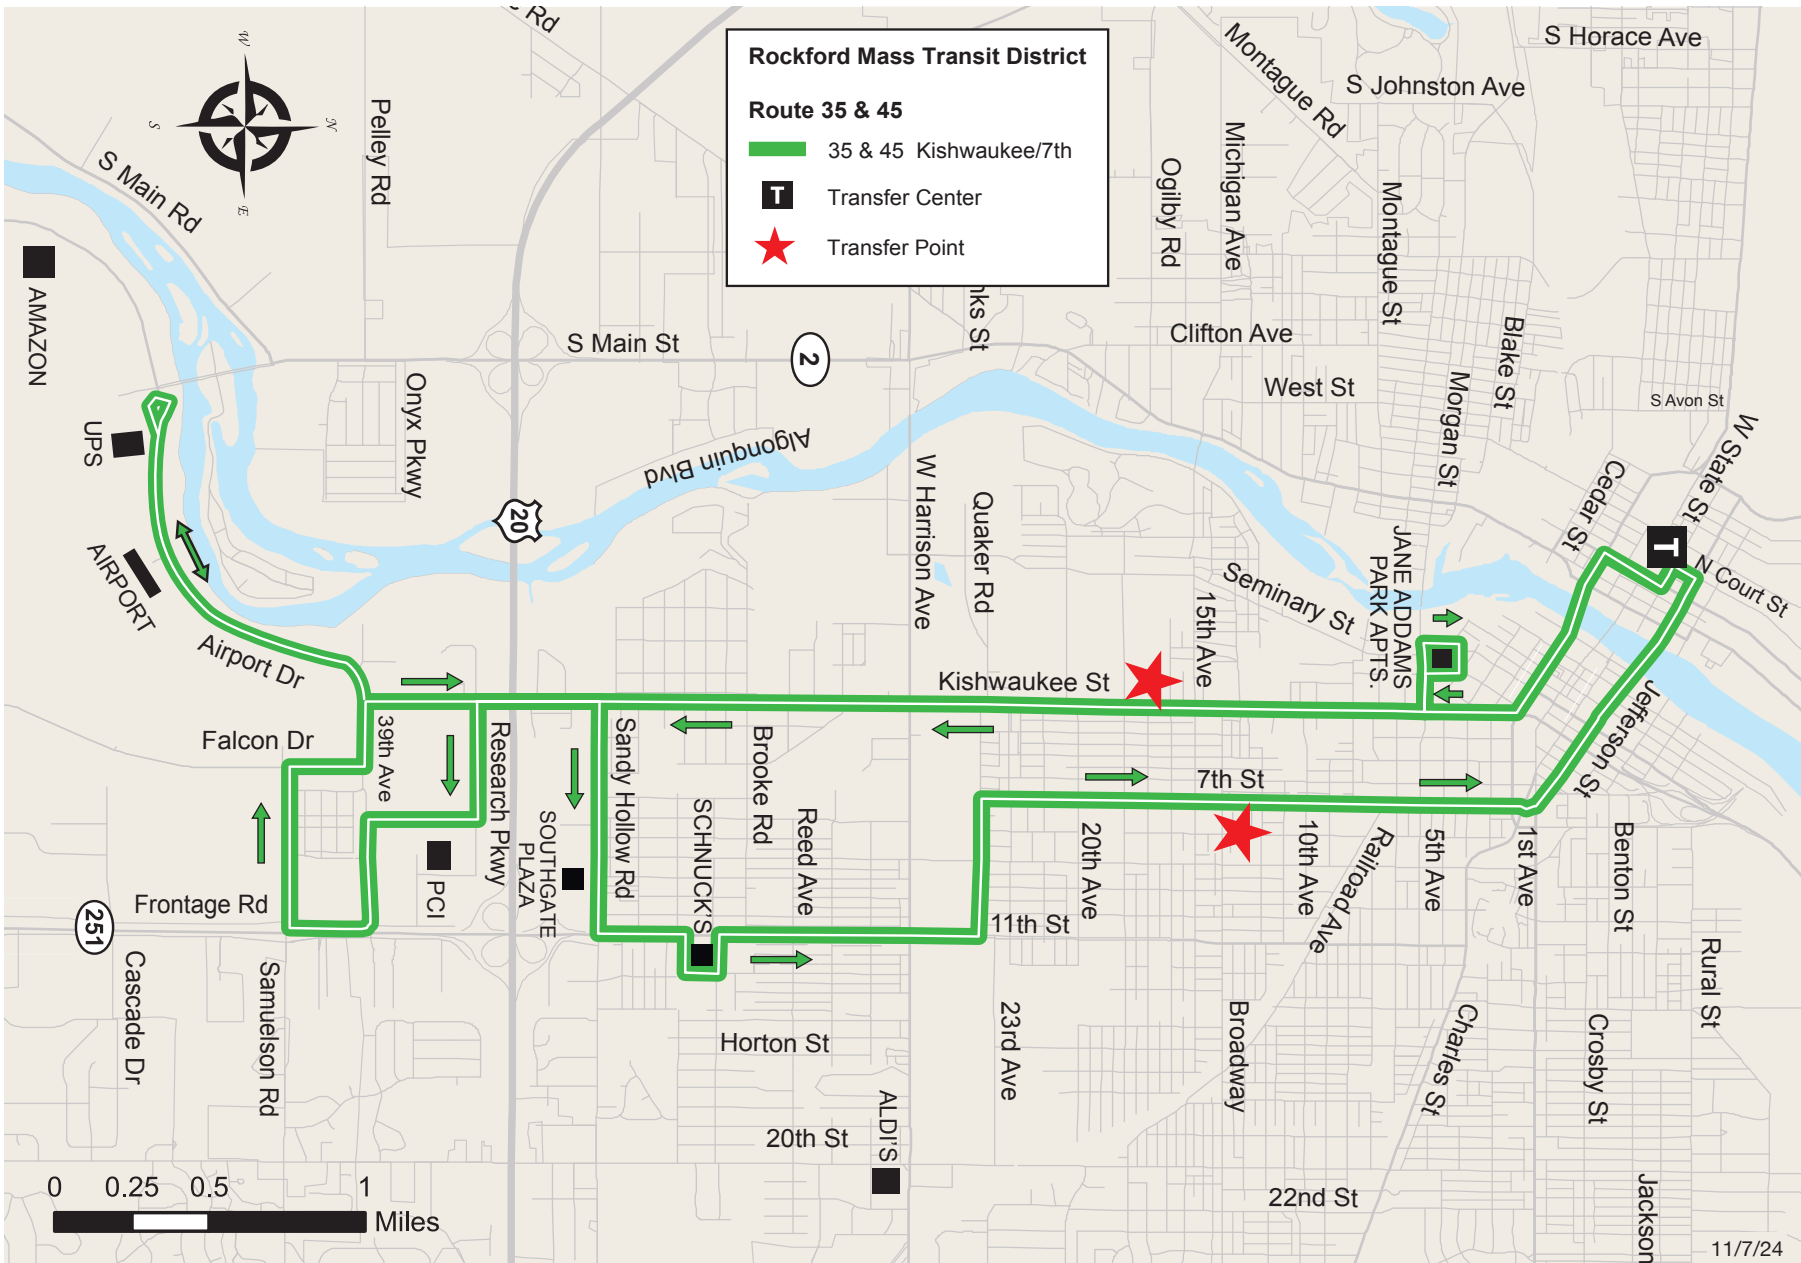 Rockford Mass Transit District
Route 35 & 45
35 & 45 Kishwaukee/7th
T
Transfer Center
Transfer Point
W
S
N
E
e Rd
S Main Rd
Pelley Rd
AMAZON
UPS
AIRPORT
Airport Dr
Onyx Pkwy
S Main St
2
20
Algonquin Blvd
nks St
W Harrison Ave
Quaker Rd
Ogilby Rd
Michigan Ave
Montague Rd
S Johnston Ave
S Horace Ave
Montague St
Clifton Ave
West St
Blake St
Morgan St
S Avon St
W State St
Cedar St
T
N Court St
JANE ADDAMS
PARK APTS.
Seminary St
15th Ave
Kishwaukee St
Jefferson St
Falcon Dr
39th Ave
Research Pkwy
Sandy Hollow Rd
Brooke Rd
Reed Ave
SCHNUCK'S
SOUTHGATE
PLAZA
PCI
Frontage Rd
251
Cascade Dr
Samuelson Rd
7th St
20th Ave
10th Ave
Railroad Ave
5th Ave
1st Ave
Benton St
Rural St
11th St
23rd Ave
Broadway
Charles St
Crosby St
Horton St
20th St
ALDI'S
22nd St
Jackson
0 0.25 0.5 1
Miles
11/7/24